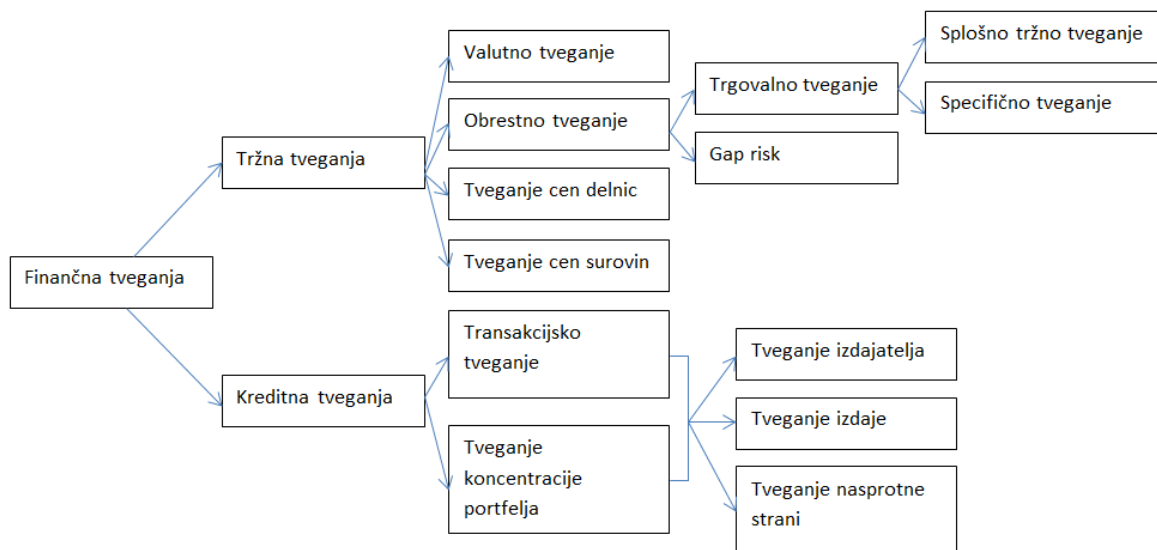 Finančna tveganja
Tržna tveganja
Valutno tveganje
Obrestno tveganje
Trgovalno tveganje
Splošno tržno tveganje
Specifično tveganje
Gap risk
Tveganje cen delnic
Tveganje cen surovin
Kreditna tveganja
Transakcijsko
tveganje
Tveganje
koncentracije
portfelja
Tveganje izdajatelja
Tveganje izdaje
Tveganje nasprotne
strani